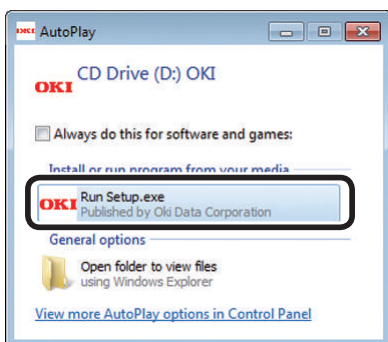 OKI AutoPlay
CD Drive (D:) OKI
OKI
Always do this for software and games:
Install or run program from your media
OKI Run Setup.exe
Published by Oki Data Corporation
General options
Open folder to view files
using Windows Explorer
View more AutoPlay options in Control Panel